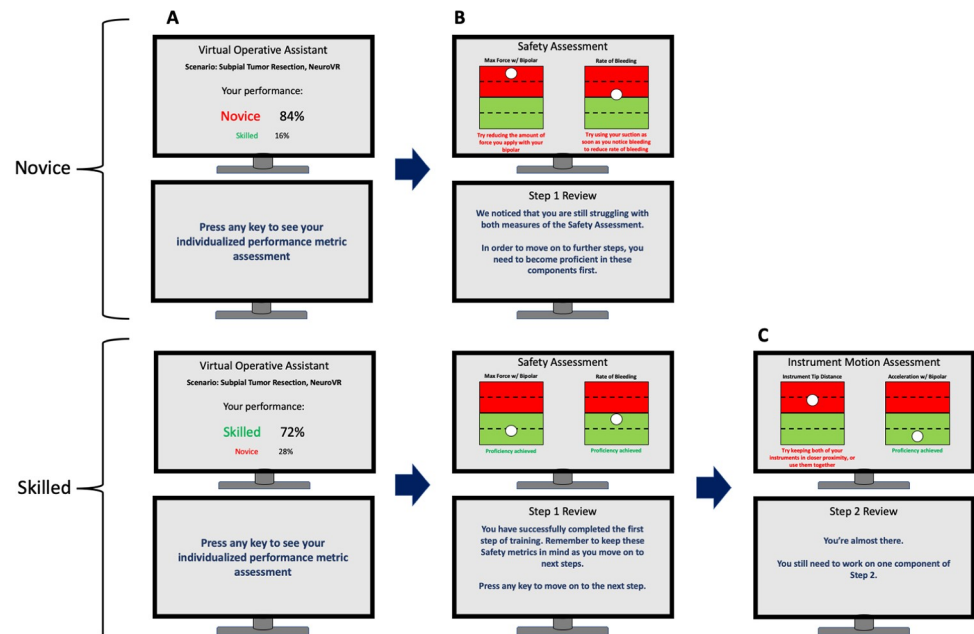 A
B
Virtual Operative Assistant
Scenario: Subpial Tumor Resection, NeuroVR
Your performance:
Novice 84%
Skilled 16%
Safety Assessment
Max Force w/ Bipolar
Rate of Bleeding
Try reducing the amount of
force you apply with your
bipolar
Try using your suction as
soon as you notice bleeding
to reduce rate of bleeding
Novice
Press any key to see your
individualized performance metric
assessment
Step 1 Review
We noticed that you are still struggling with
both measures of the Safety Assessment.
In order to move on to further steps, you
need to become proficient in these
components first.
C
Virtual Operative Assistant
Scenario: Subpial Tumor Resection, NeuroVR
Your performance:
Skilled 72%
Novice 28%
Safety Assessment
Max Force w/ Bipolar
Rate of Bleeding
Proficiency achieved
Proficiency achieved
Instrument Motion Assessment
Instrument Tip Distance
Acceleration w/ Bipolar
Try keeping both of your
instruments in closer proximity, or
use them together
Proficiency achieved
Skilled
Press any key to see your
individualized performance metric
assessment
Step 1 Review
You have successfully completed the first
step of training. Remember to keep these
Safety metrics in mind as you move on to
next steps.
Press any key to move on to the next step.
Step 2 Review
You're almost there.
You still need to work on one component of
Step 2.